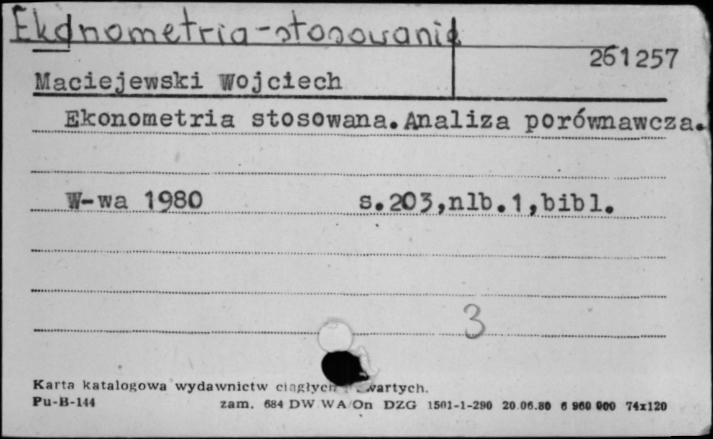 Ekonometria-stosowanie
261257
Maciejewski Wojciech
Ekonometria stosowana. Analiza porównawcza.
W-wa 1980 s.203,nlb.1,bibl.
3
Karta katalogowa wydawnictw ciągłych
Pu-B-144 zam. 684 DW WA/On DZG 1501-1-290 20.06.80 6 960 000 74x120